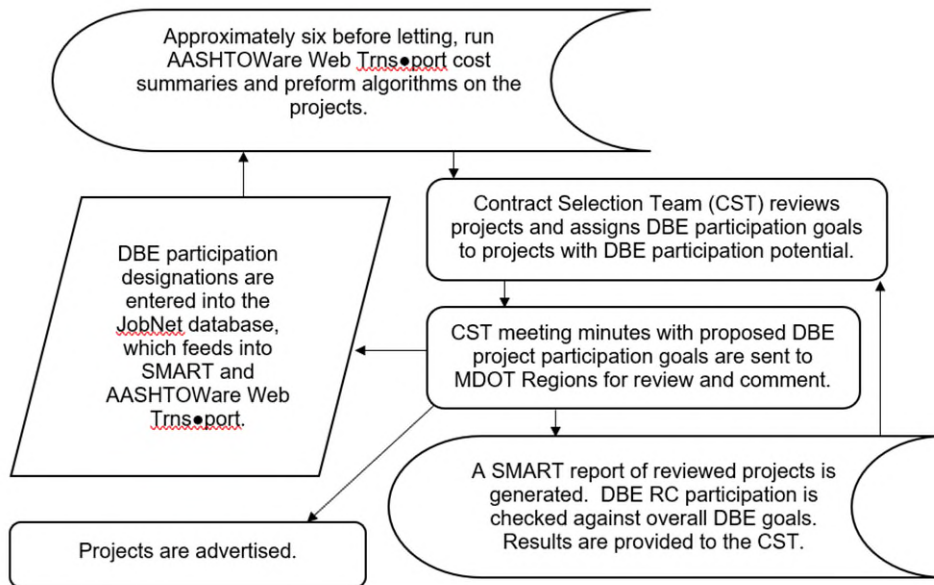 Approximately six before letting, run
AASHTOWare Web Trns●port cost
summaries and preform algorithms on the
projects.
Contract Selection Team (CST) reviews
projects and assigns DBE participation goals
to projects with DBE participation potential.
DBE participation
designations are
entered into the
JobNet database,
which feeds into
SMART and
AASHTOWare Web
Trns●port.
CST meeting minutes with proposed DBE
project participation goals are sent to
MDOT Regions for review and comment.
A SMART report of reviewed projects is
generated.  DBE RC participation is
checked against overall DBE goals.
Results are provided to the CST.
Projects are advertised.